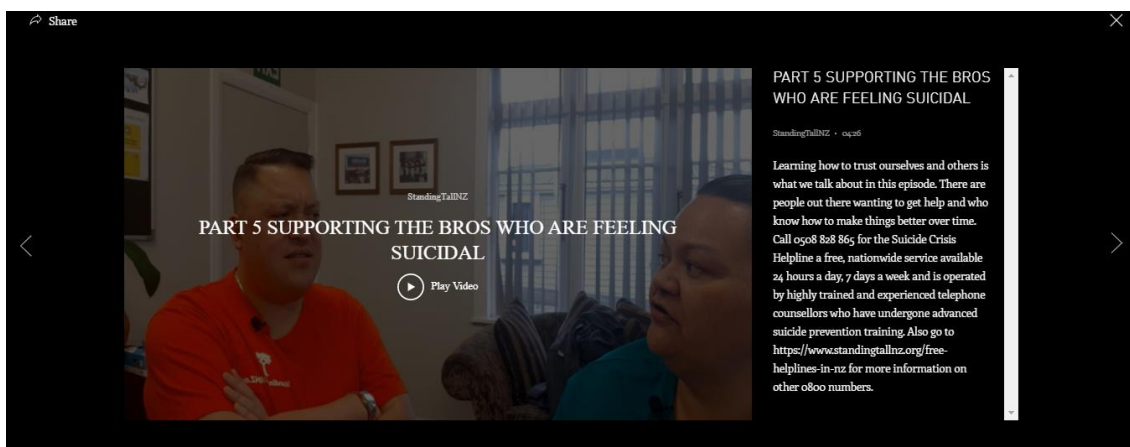 Share
StandingTallNZ
PART 5 SUPPORTING THE BROS WHO ARE FEELING
SUICIDAL
Play Video
PART 5 SUPPORTING THE BROS
WHO ARE FEELING SUICIDAL
StandingTallNZ • 04:26
Learning how to trust ourselves and others is
what we talk about in this episode. There are
people out there wanting to get help and who
know how to make things better over time.
Call 0508 828 865 for the Suicide Crisis
Helpline a free, nationwide service available
24 hours a day, 7 days a week and is operated
by highly trained and experienced telephone
counsellors who have undergone advanced
suicide prevention training. Also go to
https://www.standingtallnz.org/free-
helplines-in-nz for more information on
other 0800 numbers.